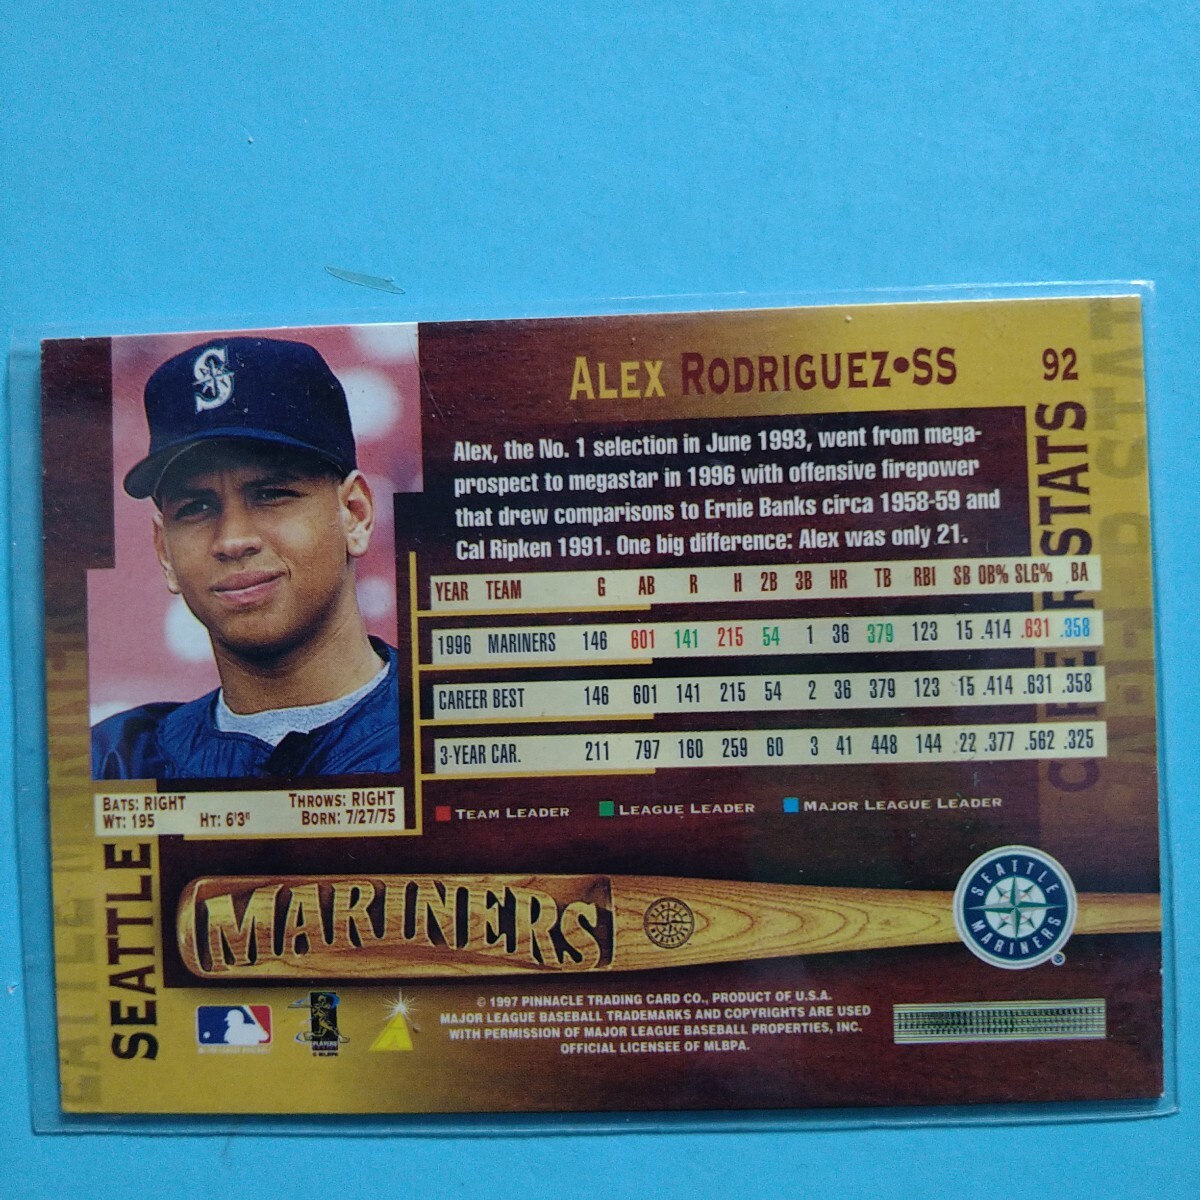 ALEX RODRIGUEZ•SS
92
Alex, the No. 1 selection in June 1993, went from mega-
prospect to megastar in 1996 with offensive firepower
that drew comparisons to Ernie Banks circa 1958-59 and
Cal Ripken 1991. One big difference: Alex was only 21.
CAREER STATS
YEAR TEAM G AB R H 2B 3B HR TB RBI SB OB% SLG% BA
1996 MARINERS 146 601 141 215 54 1 36 379 123 15 .414 .631 .358
CAREER BEST 146 601 141 215 54 2 36 379 123 15 .414 .631 .358
3-YEAR CAR. 211 797 160 259 60 3 41 448 144 22 .377 .562 .325
TEAM LEADER LEAGUE LEADER MAJOR LEAGUE LEADER
BATS: RIGHT THROWS: RIGHT
WT: 195 HT: 6'3" BORN: 7/27/75
SEATTLE
MARINERS
SEATTLE MARINERS
© 1997 PINNACLE TRADING CARD CO., PRODUCT OF U.S.A.
MAJOR LEAGUE BASEBALL TRADEMARKS AND COPYRIGHTS ARE USED
WITH PERMISSION OF MAJOR LEAGUE BASEBALL PROPERTIES, INC.
OFFICIAL LICENSEE OF MLBPA.
PLAYERS
© MLBPA